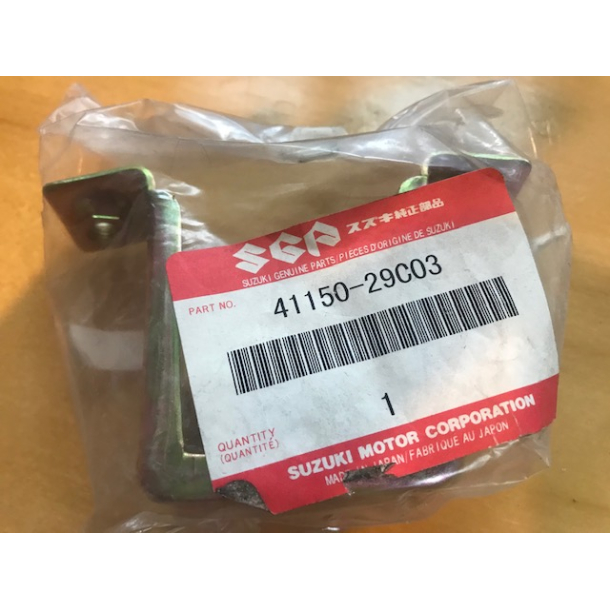 SGP スズキ純正部品
SUZUKI GENUINE PARTS/PIECES D'ORIGINE DE SUZUKI
PART NO. 41150-29C03
QUANTITY 1
(QUANTITÉ)
SUZUKI MOTOR CORPORATION
MADE IN JAPAN/FABRIQUE AU JAPON